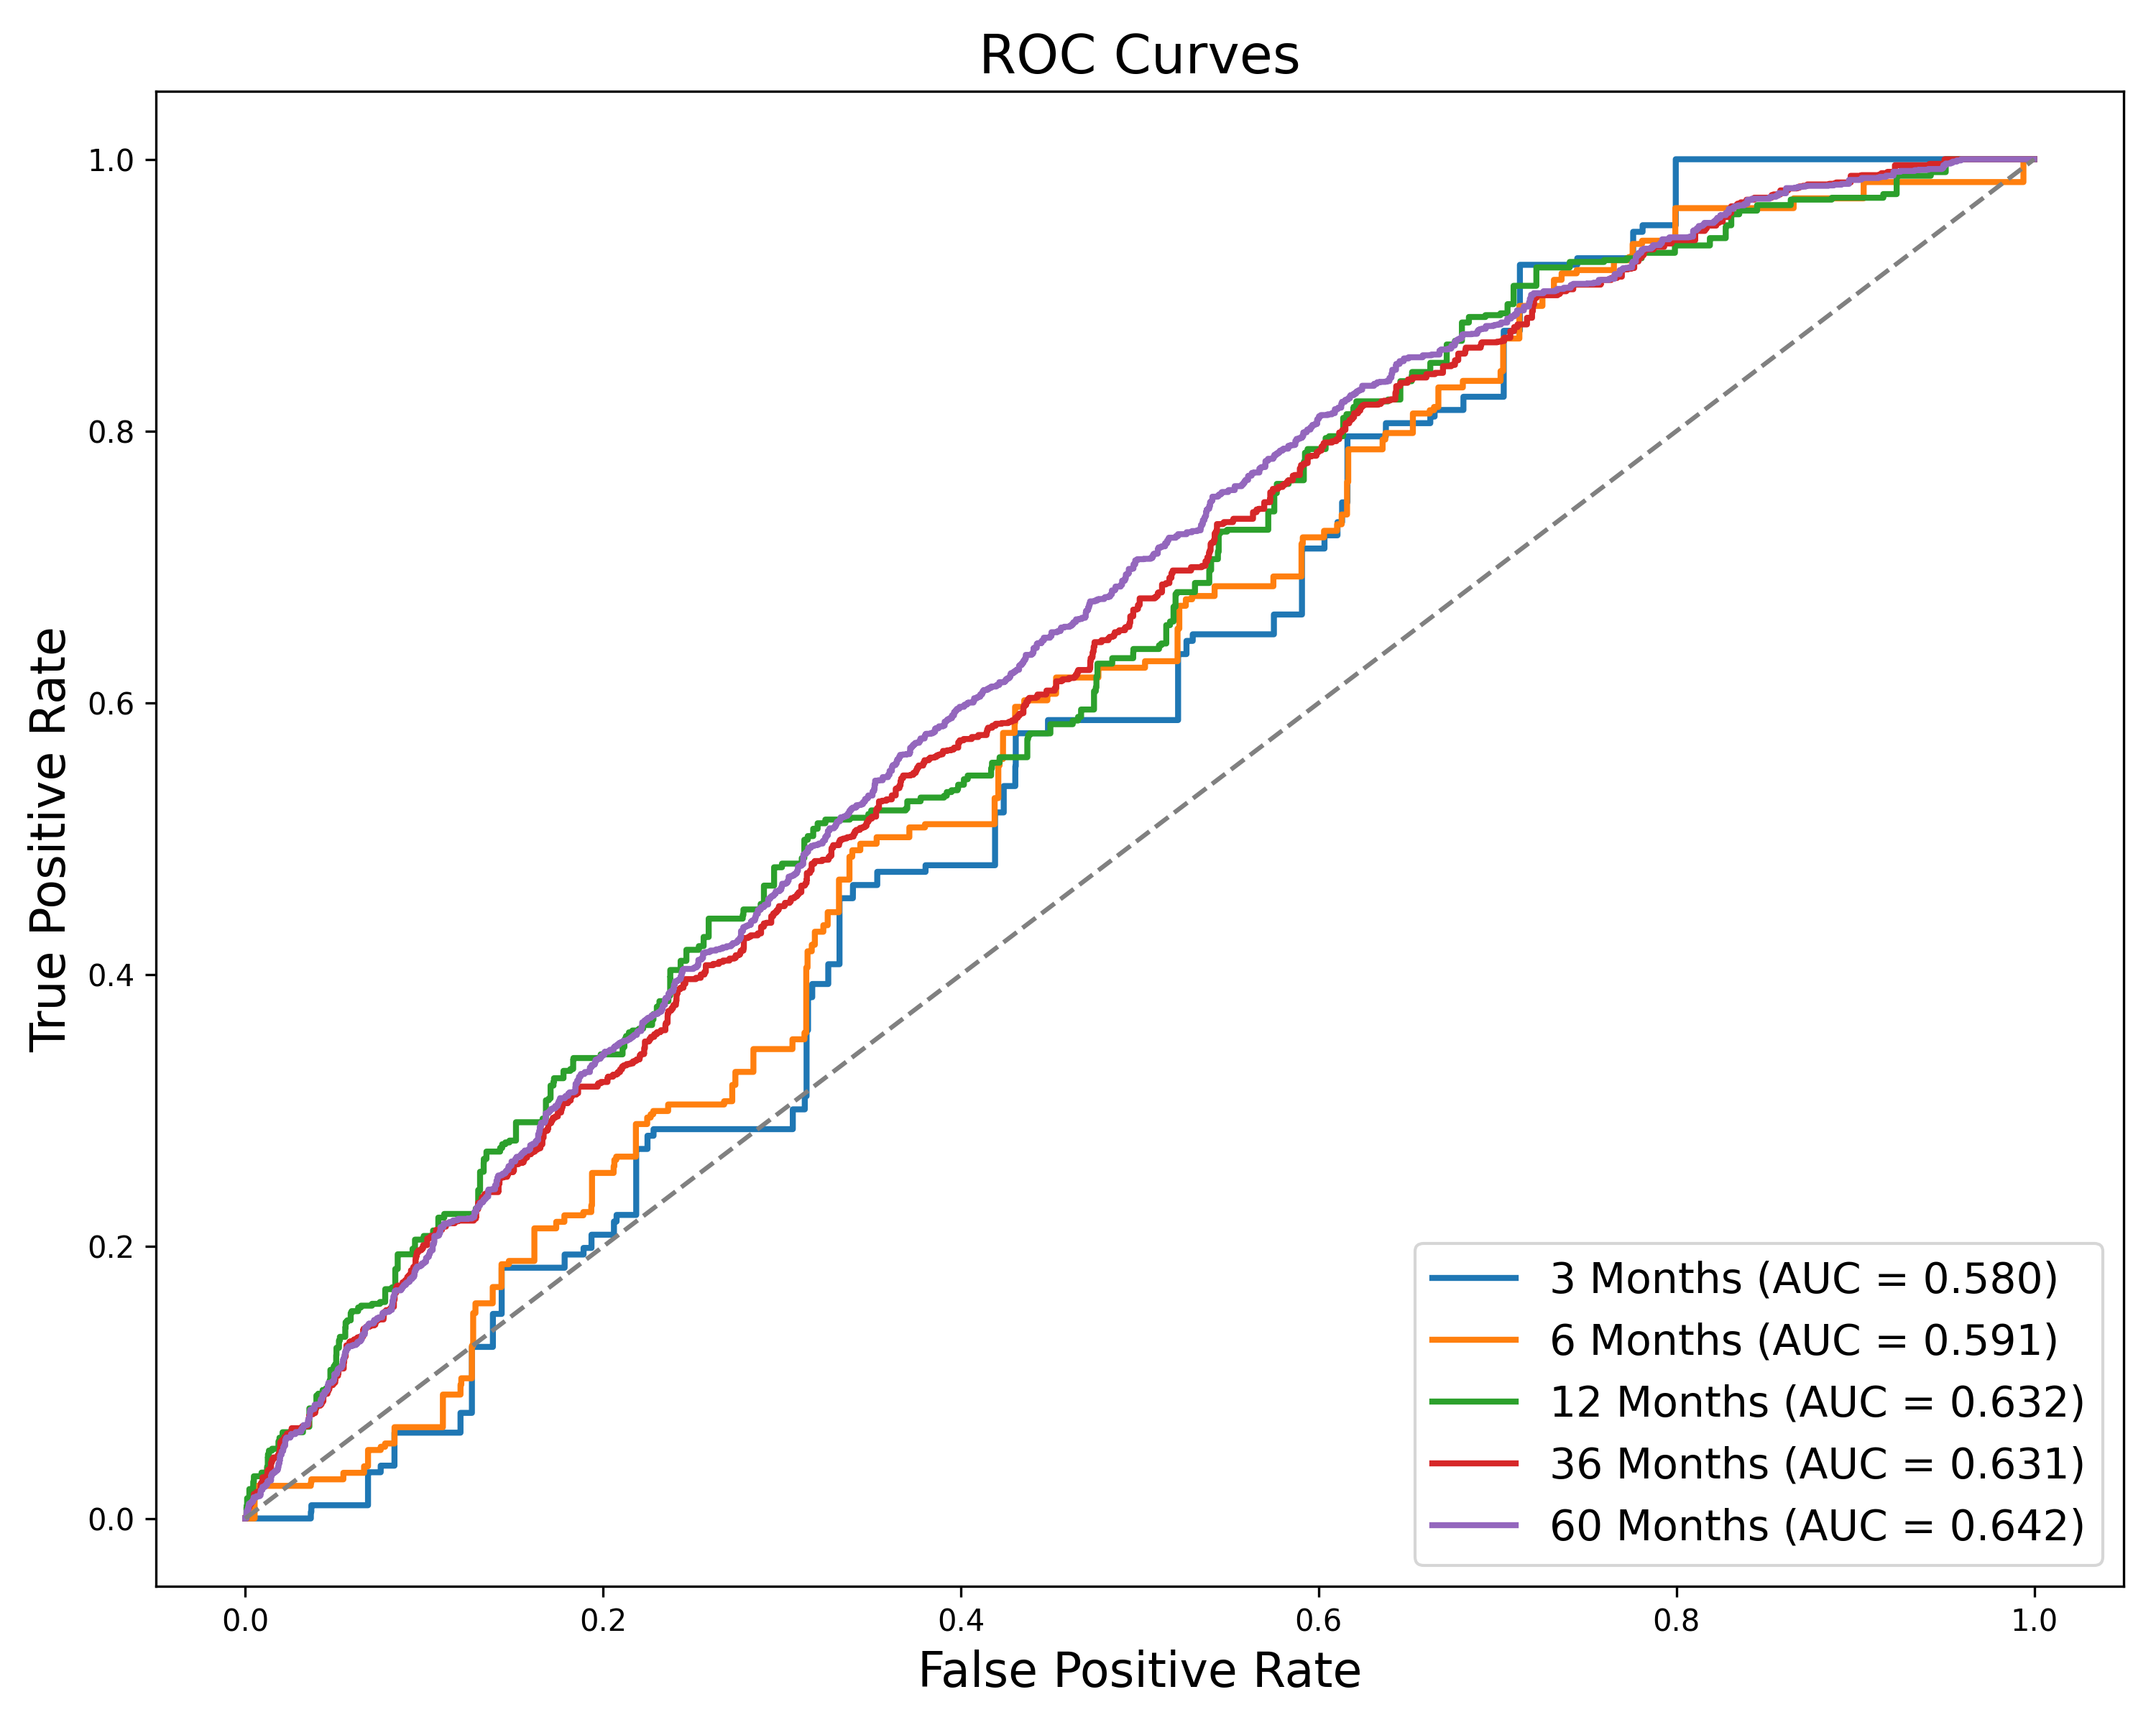 ROC Curves
True Positive Rate
1.0
0.8
0.6
0.4
0.2
0.0
0.0 0.2 0.4 0.6 0.8 1.0
False Positive Rate
3 Months (AUC = 0.580)
6 Months (AUC = 0.591)
12 Months (AUC = 0.632)
36 Months (AUC = 0.631)
60 Months (AUC = 0.642)